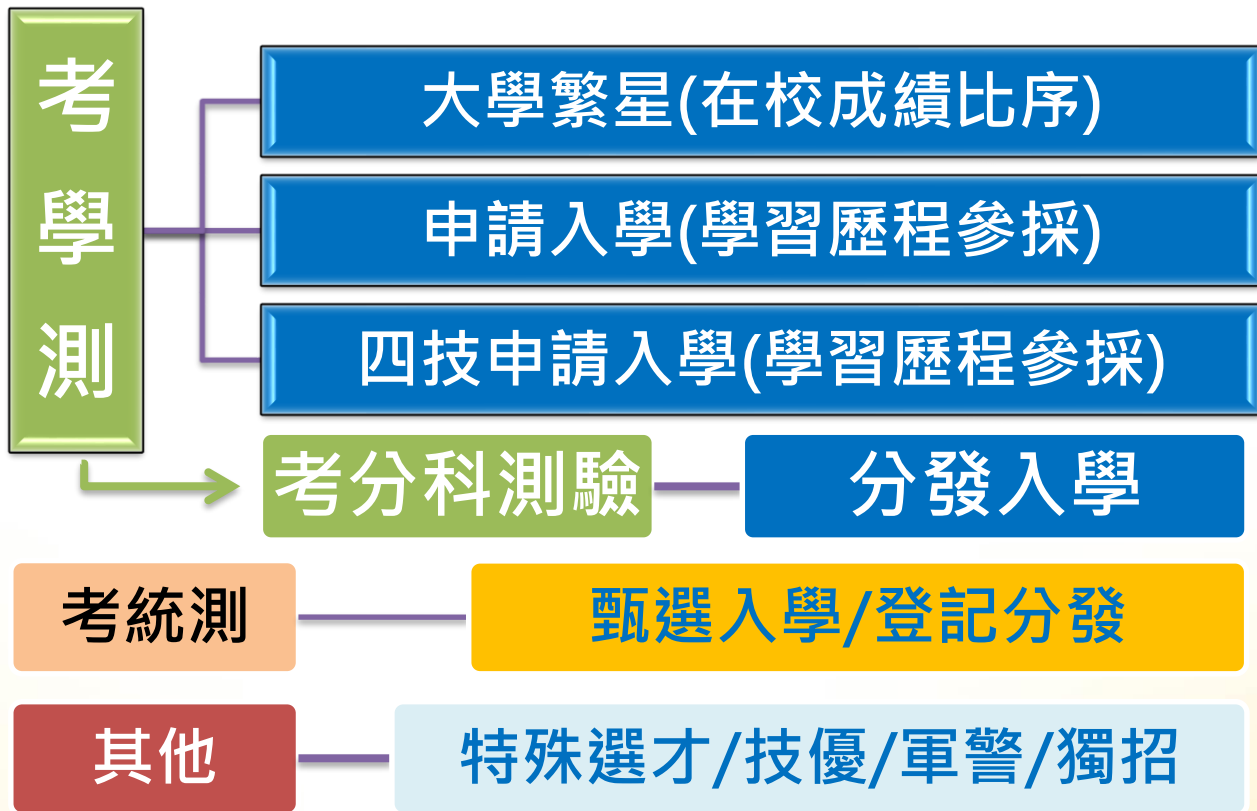 考學測
大學繁星(在校成績比序)
申請入學(學習歷程參採)
四技申請入學(學習歷程參採)
考分科測驗
分發入學
考統測
甄選入學/登記分發
其他
特殊選才/技優/軍警/獨招